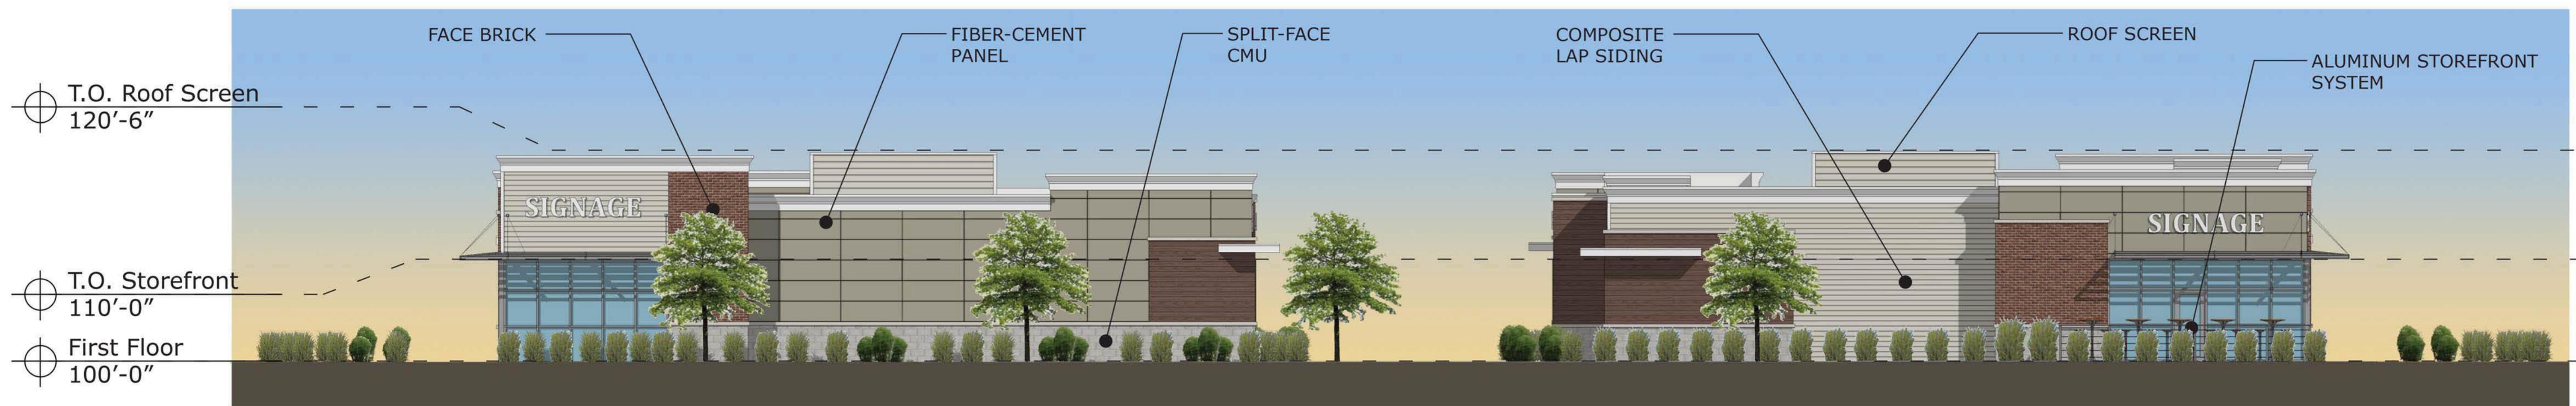 FACE BRICK
FIBER-CEMENT
PANEL
SPLIT-FACE
CMU
COMPOSITE
LAP SIDING
ROOF SCREEN
ALUMINUM STOREFRONT
SYSTEM
T.O. Roof Screen
120'-6"
SIGNAGE
SIGNAGE
T.O. Storefront
110'-0"
First Floor
100'-0"